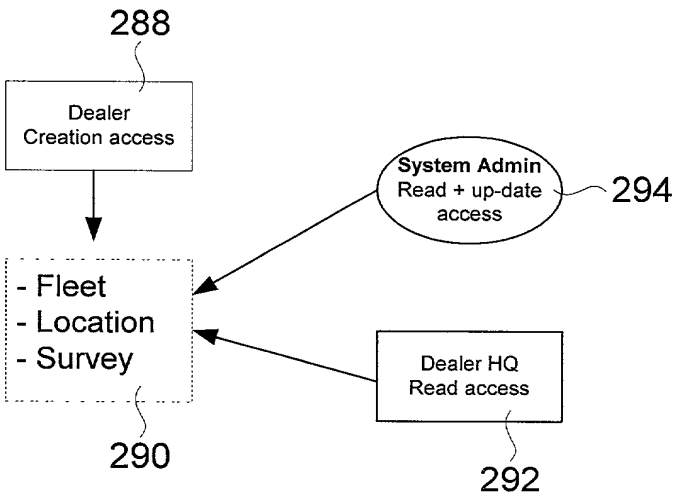 288
Dealer
Creation access
System Admin
Read + up-date
access
294
- Fleet
- Location
- Survey
Dealer HQ
Read access
290
292